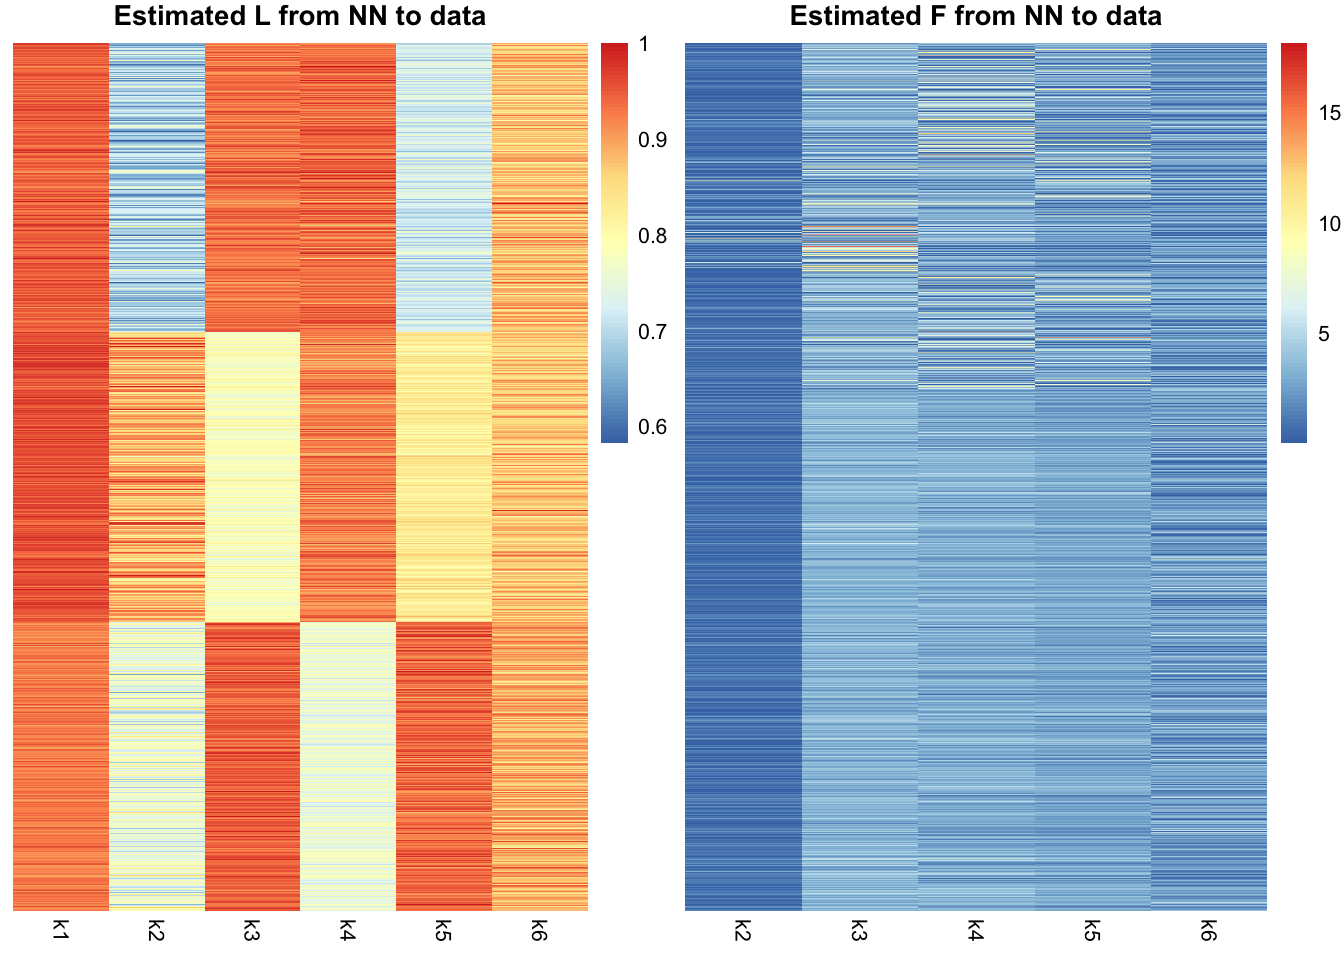 Estimated L from NN to data
Estimated F from NN to data
1
0.9
0.8
0.7
0.6
15
10
5
k1
k2
k3
k4
k5
k6
k2
k3
k4
k5
k6